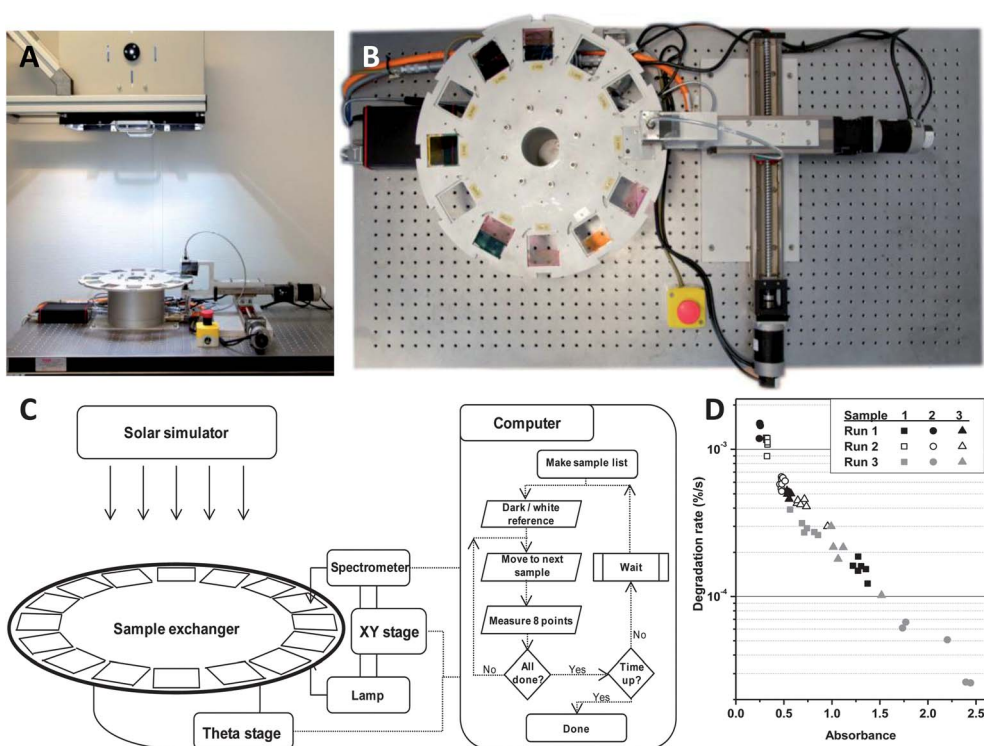 A
B
C
Solar simulator
Sample exchanger
Spectrometer
XY stage
Lamp
Theta stage
Computer
Make sample list
Dark / white
reference
Move to next
sample
Wait
Measure 8 points
No
All
done?
Yes
Time
up?
No
Yes
Done
D
Sample 1 2 3
Run 1
Run 2
Run 3
Degradation rate (%/s)
10-3
10-4
0.0 0.5 1.0 1.5 2.0 2.5
Absorbance